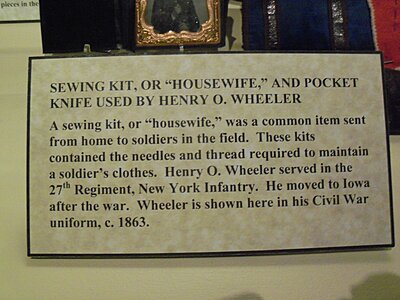 pieces in the
SEWING KIT, OR “HOUSEWIFE,” AND POCKET
KNIFE USED BY HENRY O. WHEELER
A sewing kit, or “housewife,” was a common item sent
from home to soldiers in the field.  These kits
contained the needles and thread required to maintain
a soldier’s clothes.  Henry O. Wheeler served in the
27th Regiment, New York Infantry.  He moved to Iowa
after the war.  Wheeler is shown here in his Civil War
uniform, c. 1863.